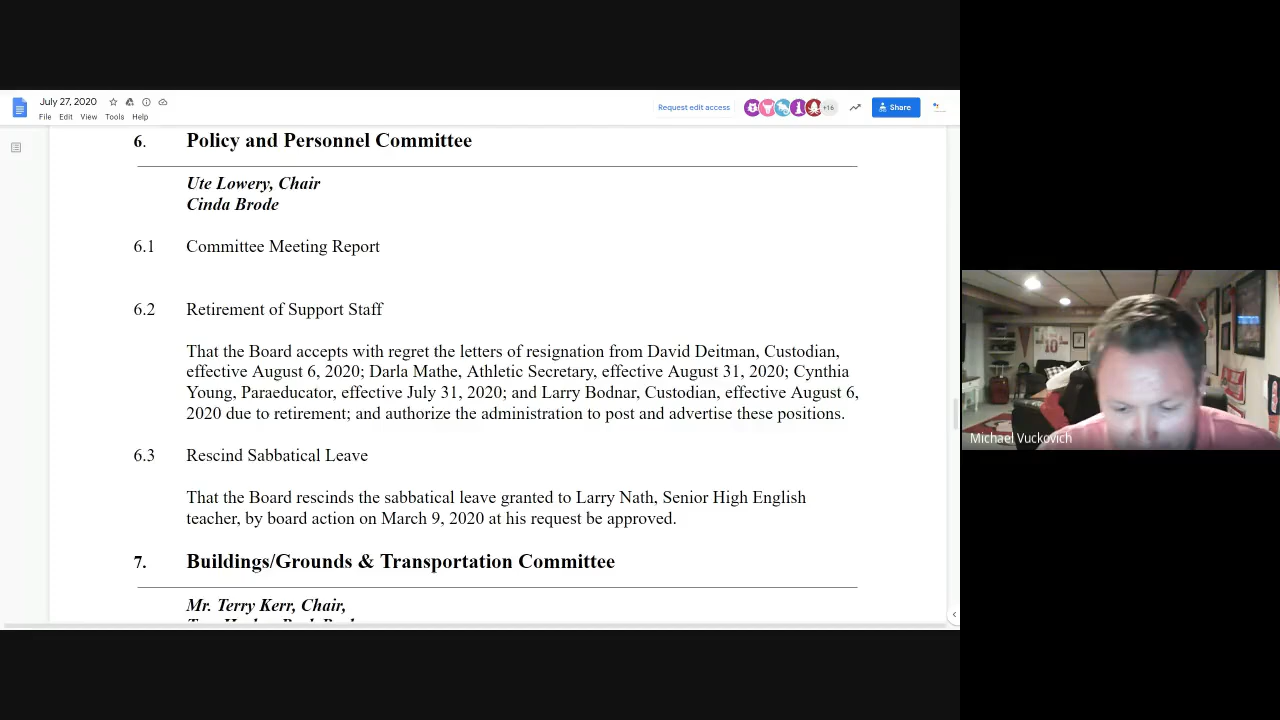 July 27, 2020
File Edit View Tools Help
Request edit access
+16
Share
6. Policy and Personnel Committee
Ute Lowery, Chair
Cinda Brode
6.1 Committee Meeting Report
6.2 Retirement of Support Staff
That the Board accepts with regret the letters of resignation from David Deitman, Custodian,
effective August 6, 2020; Darla Mathe, Athletic Secretary, effective August 31, 2020; Cynthia
Young, Paraeducator, effective July 31, 2020; and Larry Bodnar, Custodian, effective August 6,
2020 due to retirement; and authorize the administration to post and advertise these positions.
6.3 Rescind Sabbatical Leave
That the Board rescinds the sabbatical leave granted to Larry Nath, Senior High English
teacher, by board action on March 9, 2020 at his request be approved.
7. Buildings/Grounds & Transportation Committee
Mr. Terry Kerr, Chair,
Michael Vuckovich
10